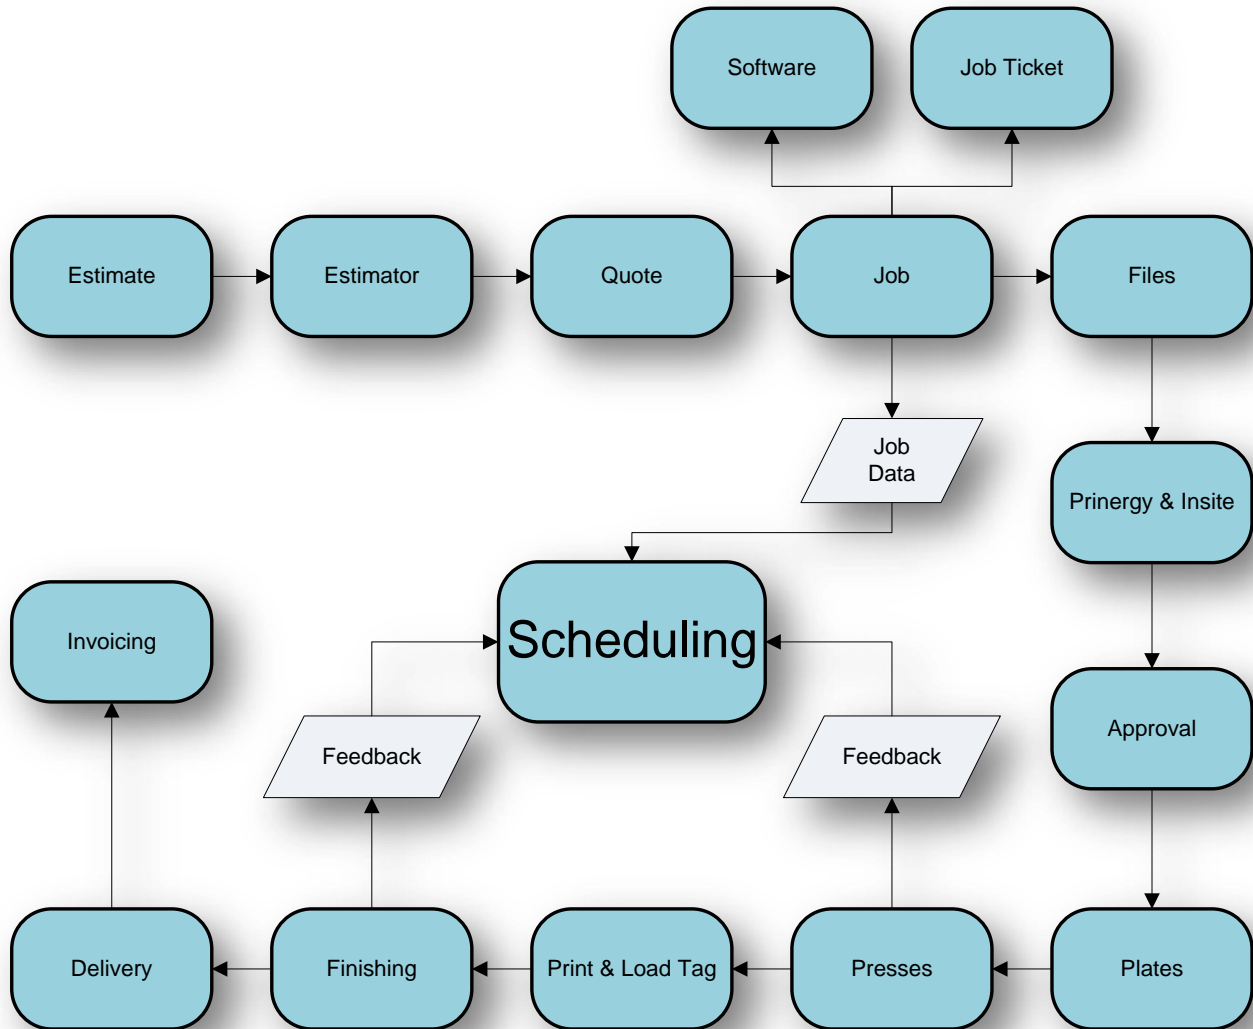 Software
Job Ticket
Estimate
Estimator
Quote
Job
Files
Job
Data
Prinergy & Insite
Scheduling
Invoicing
Approval
Feedback
Feedback
Delivery
Finishing
Print & Load Tag
Presses
Plates